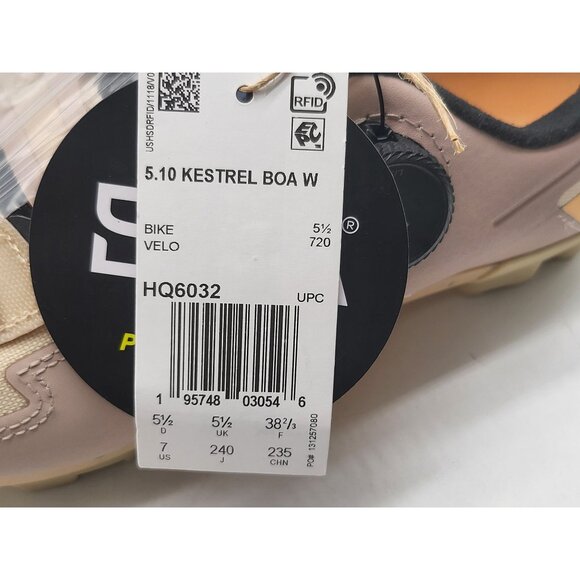 USHSDRFID/1118/V0
RFID
EPC
5.10 KESTREL BOA W
BIKE 5½
VELO 720
®
HQ6032 UPC
1 95748 03054 6
5½ 5½ 38²/₃
D UK F
7 240 235
US J CHN
PO# 131257080